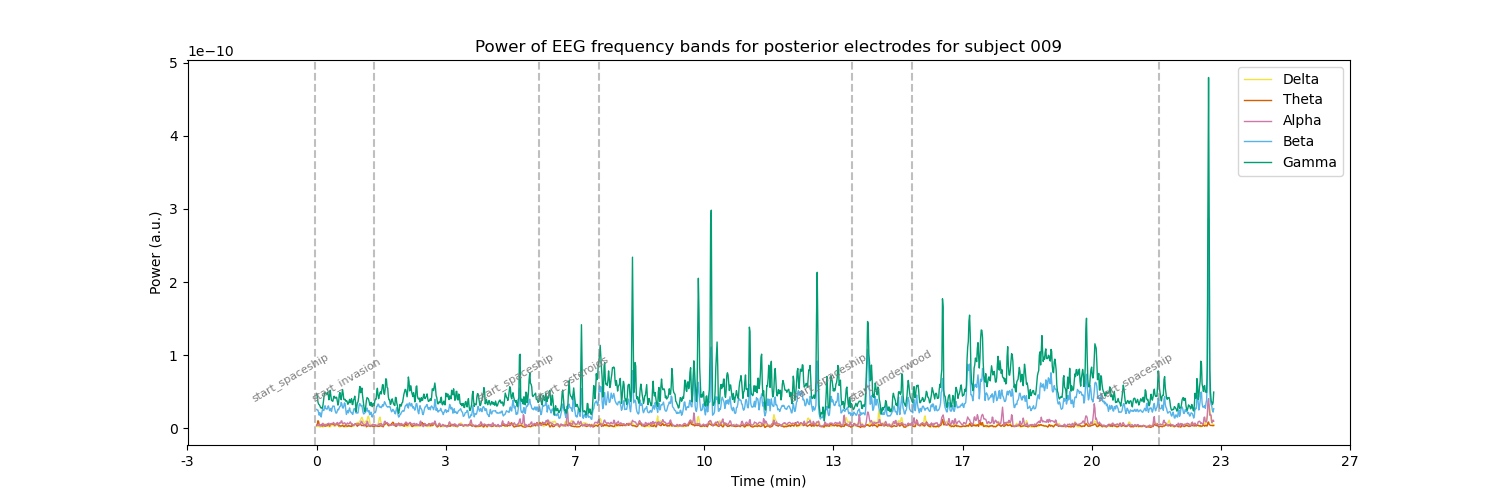 Power of EEG frequency bands for posterior electrodes for subject 009
1e−10
5
4
3
2
1
0
Power (a.u.)
Delta
Theta
Alpha
Beta
Gamma
start_spaceship
start_invasion
start_spaceship
start_asteroids
start_spaceship
start_underwood
start_spaceship
-3
0
3
7
10
13
17
20
23
27
Time (min)